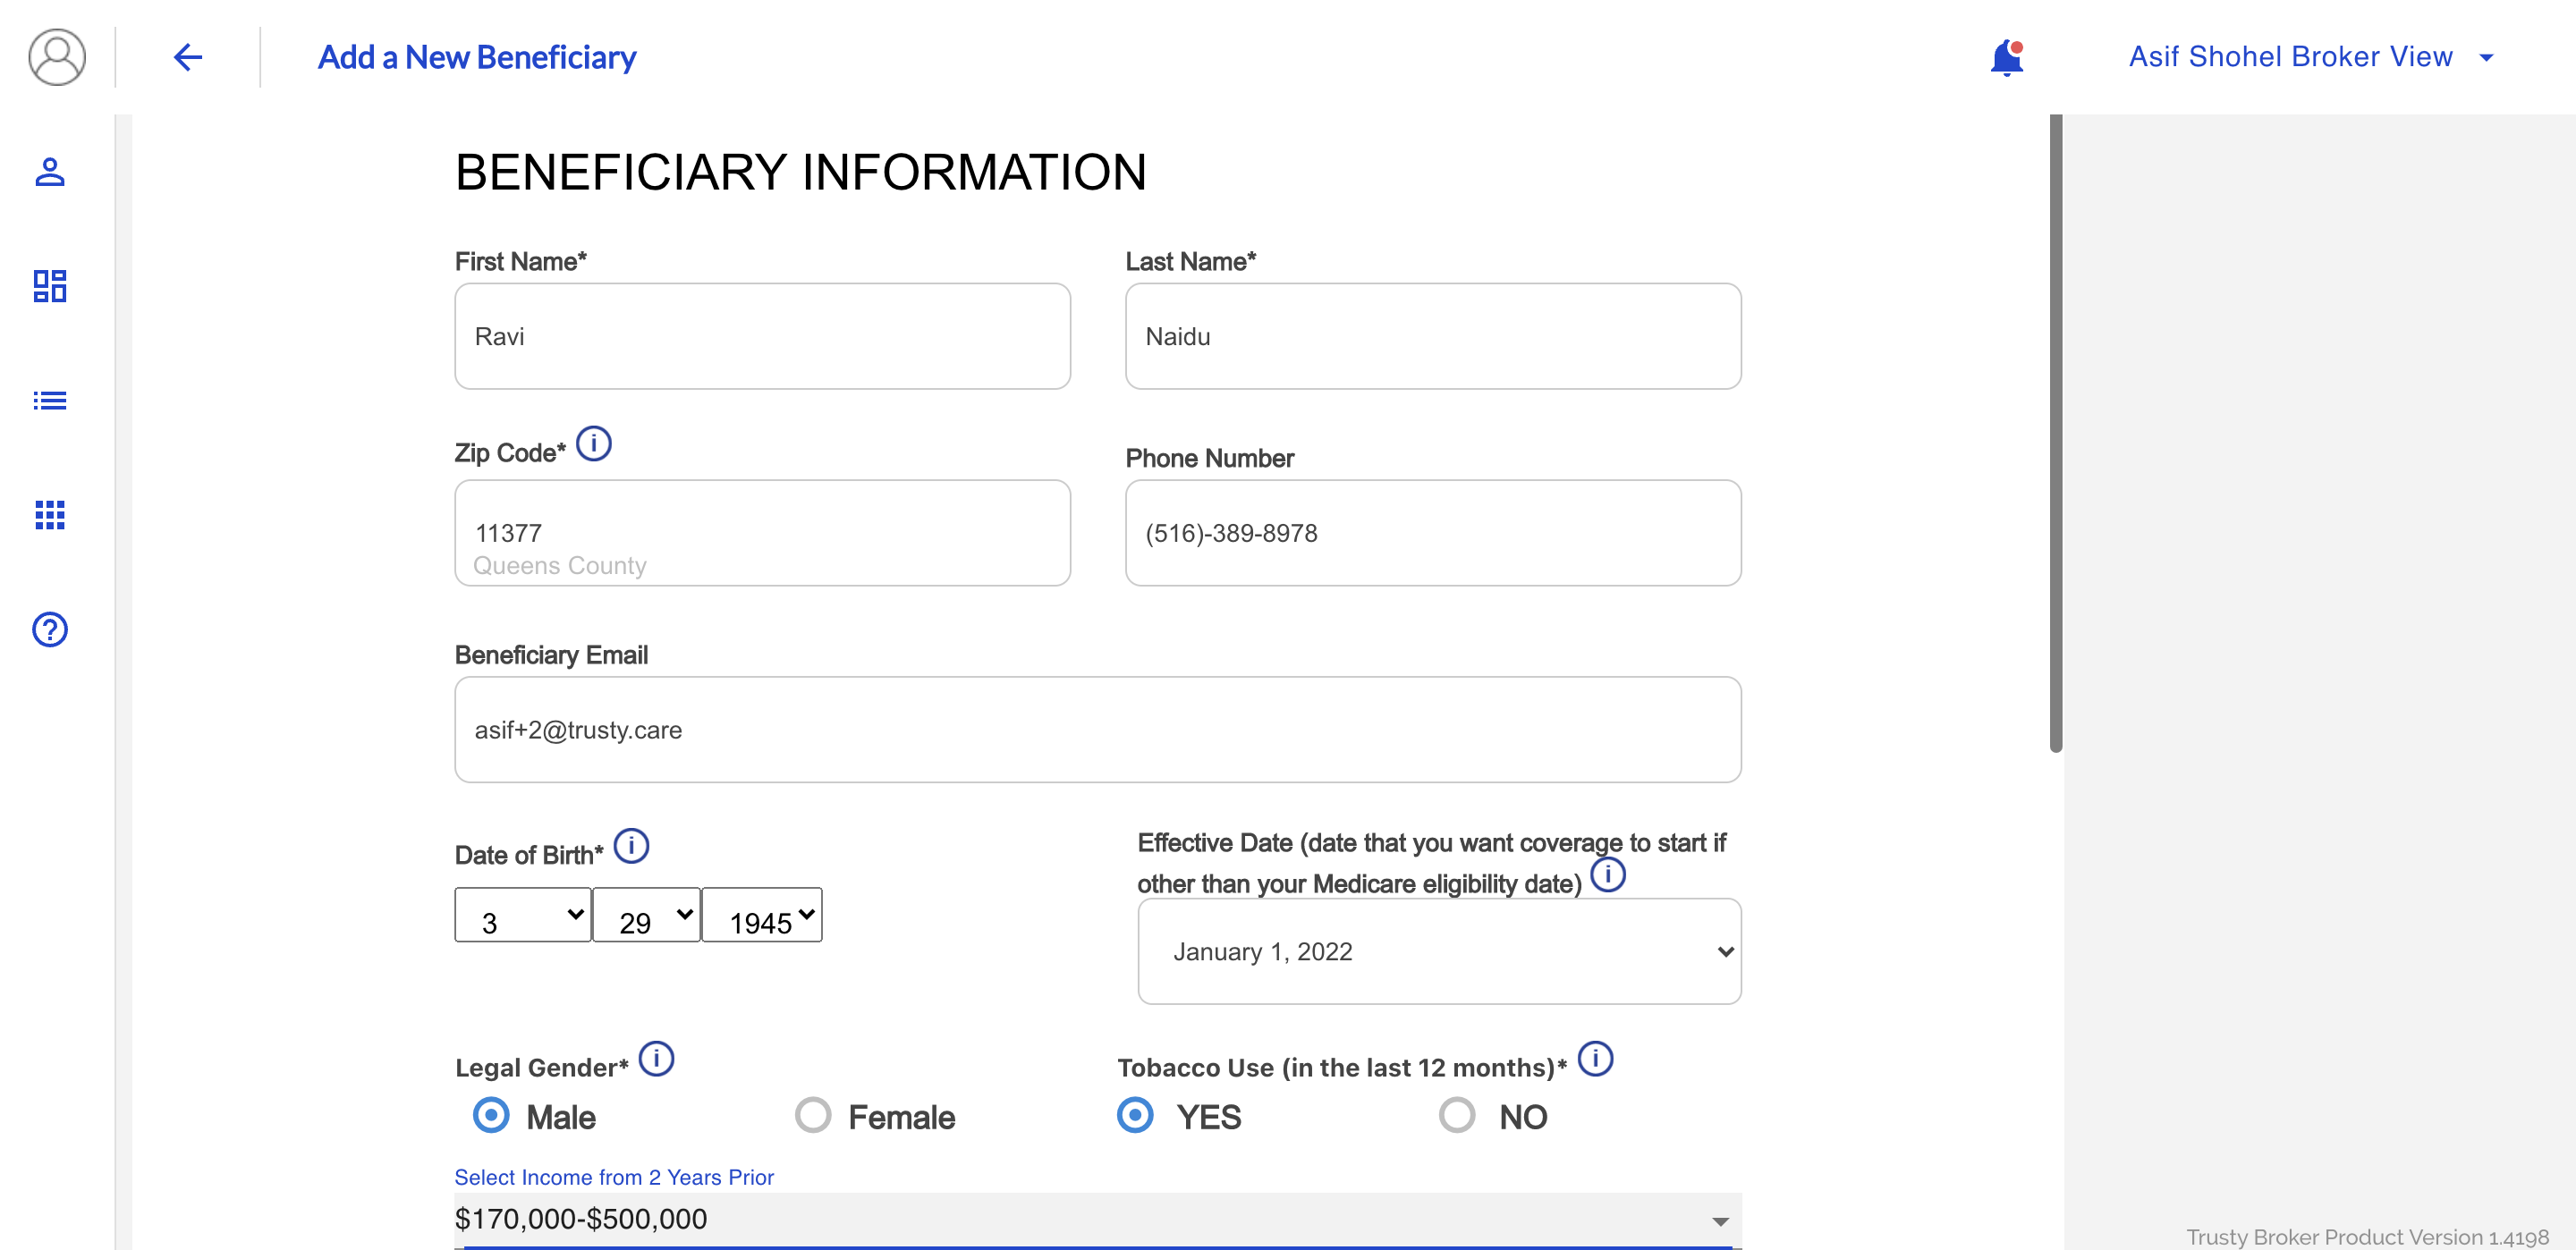 Add a New Beneficiary
Asif Shohel Broker View
BENEFICIARY INFORMATION
First Name*
Last Name*
Ravi
Naidu
Zip Code*
Phone Number
11377
Queens County
(516)-389-8978
Beneficiary Email
asif+2@trusty.care
Date of Birth*
Effective Date (date that you want coverage to start if
other than your Medicare eligibility date)
3
29
1945
January 1, 2022
Legal Gender*
Tobacco Use (in the last 12 months)*
Male
Female
YES
NO
Select Income from 2 Years Prior
$170,000-$500,000
Trusty Broker Product Version 1.4198